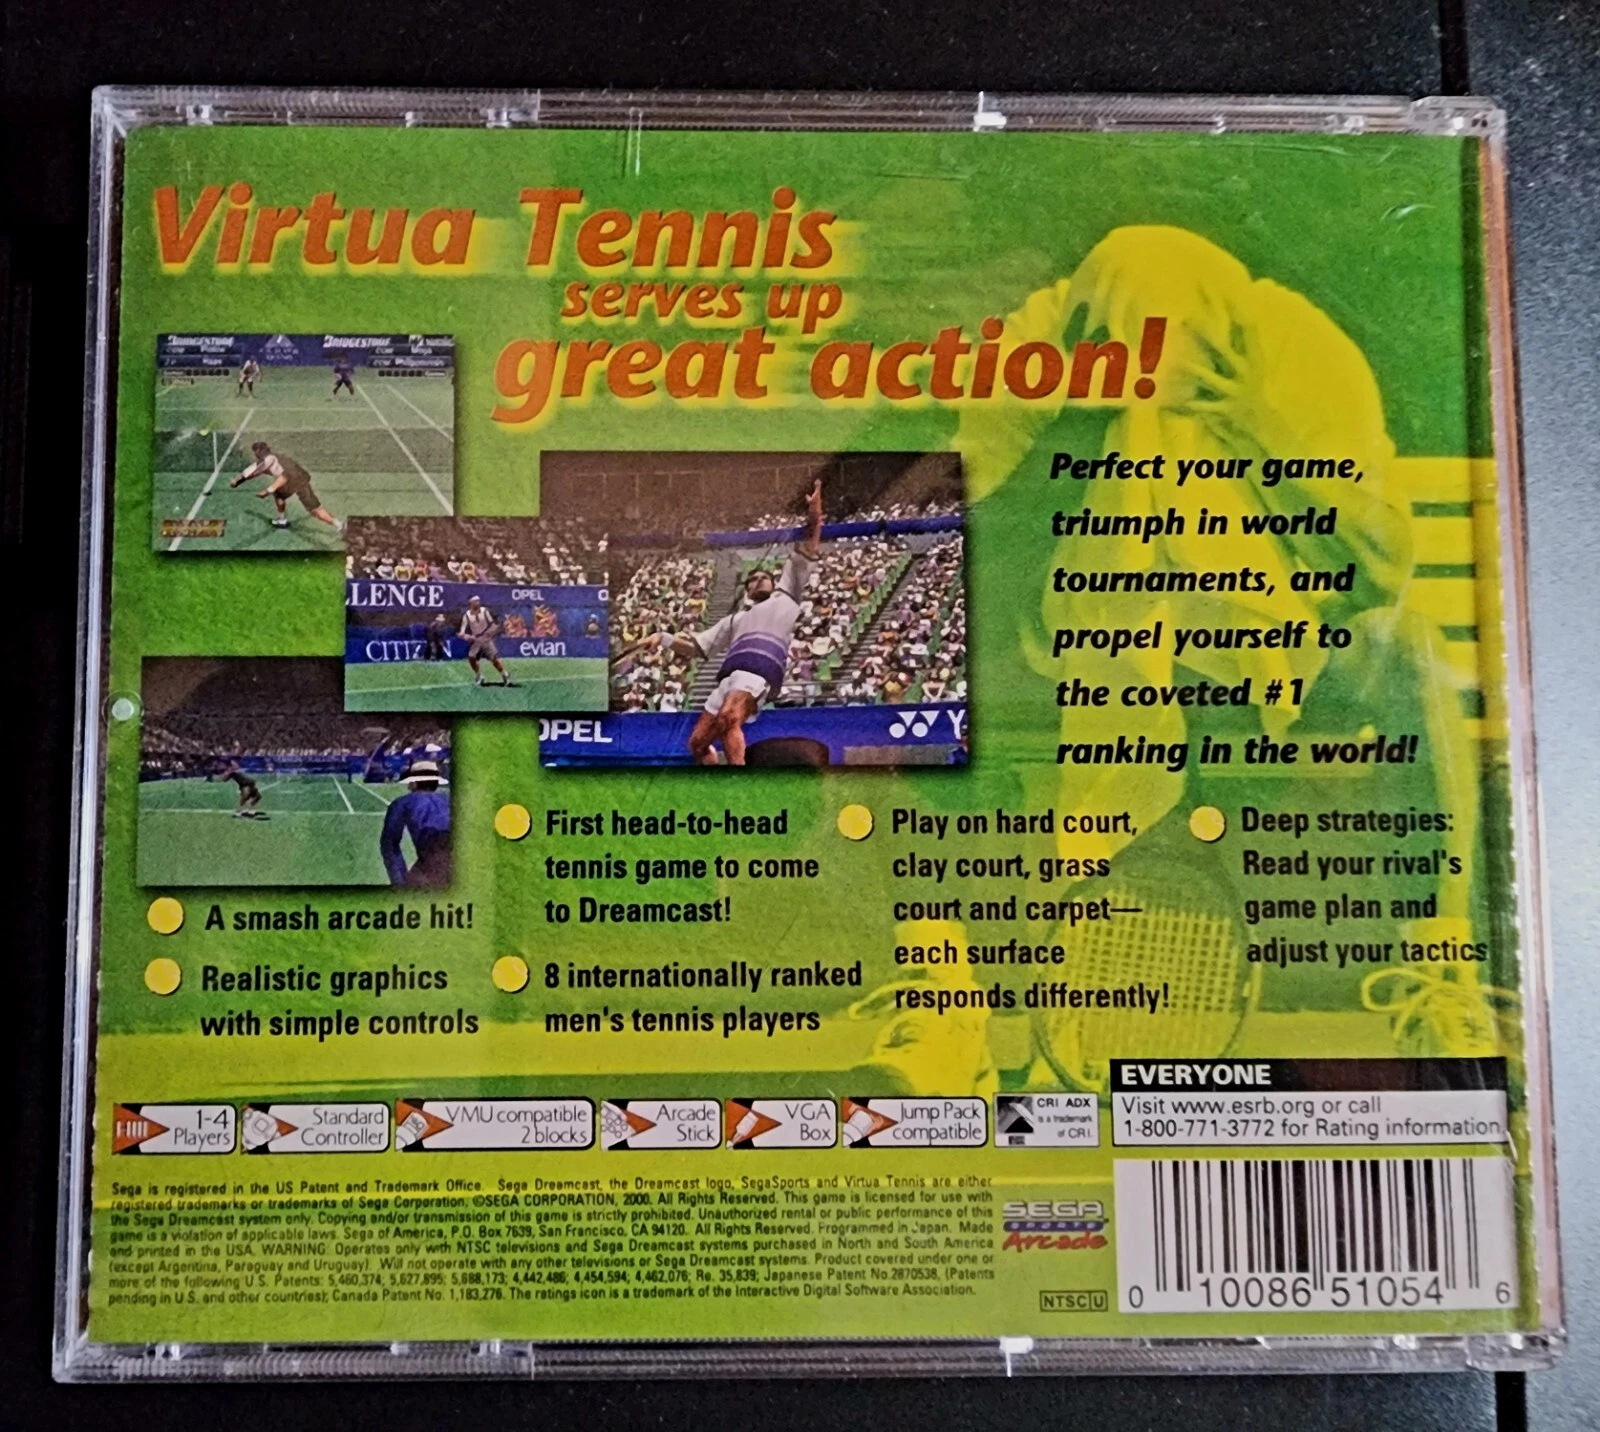 Virtua Tennis
serves up
great action!
BRIDGESTONE
BRIDGESTONE
LLENGE
OPEL
O
CITIZEN
evian
OPEL
Y
Perfect your game,
triumph in world
tournaments, and
propel yourself to
the coveted #1
ranking in the world!
A smash arcade hit!
Realistic graphics
with simple controls
First head-to-head
tennis game to come
to Dreamcast!
8 internationally ranked
men's tennis players
Play on hard court,
clay court, grass
court and carpet—
each surface
responds differently!
Deep strategies:
Read your rival's
game plan and
adjust your tactics
1-4
Players
Standard
Controller
VMU compatible
2 blocks
Arcade
Stick
VGA
Box
Jump Pack
compatible
CRI ADX
is a trademark
of CRI.
EVERYONE
Visit www.esrb.org or call
1-800-771-3772 for Rating information.
Sega is registered in the US Patent and Trademark Office. Sega Dreamcast, the Dreamcast logo, SegaSports and Virtua Tennis are either
registered trademarks or trademarks of Sega Corporation. ©SEGA CORPORATION, 2000. All Rights Reserved. This game is licensed for use with
the Sega Dreamcast system only. Copying and/or transmission of this game is strictly prohibited. Unauthorized rental or public performance of this
game is a violation of applicable laws. Sega of America, P.O. Box 7639, San Francisco, CA 94120. All Rights Reserved. Programmed in Japan. Made
and printed in the USA. WARNING: Operates only with NTSC televisions and Sega Dreamcast systems purchased in North and South America
(except Argentina, Paraguay and Uruguay). Will not operate with any other televisions or Sega Dreamcast systems. Product covered under one or
more of the following U.S. Patents: 5,460,374; 5,627,895; 5,688,173; 4,442,486; 4,454,594; 4,462,076; Re. 35,839; Japanese Patent No. 2870538, (Patents
pending in U.S. and other countries); Canada Patent No. 1,183,276. The ratings icon is a trademark of the Interactive Digital Software Association.
SEGA
SPORTS
Arcade
NTSC U
0 10086 51054 6